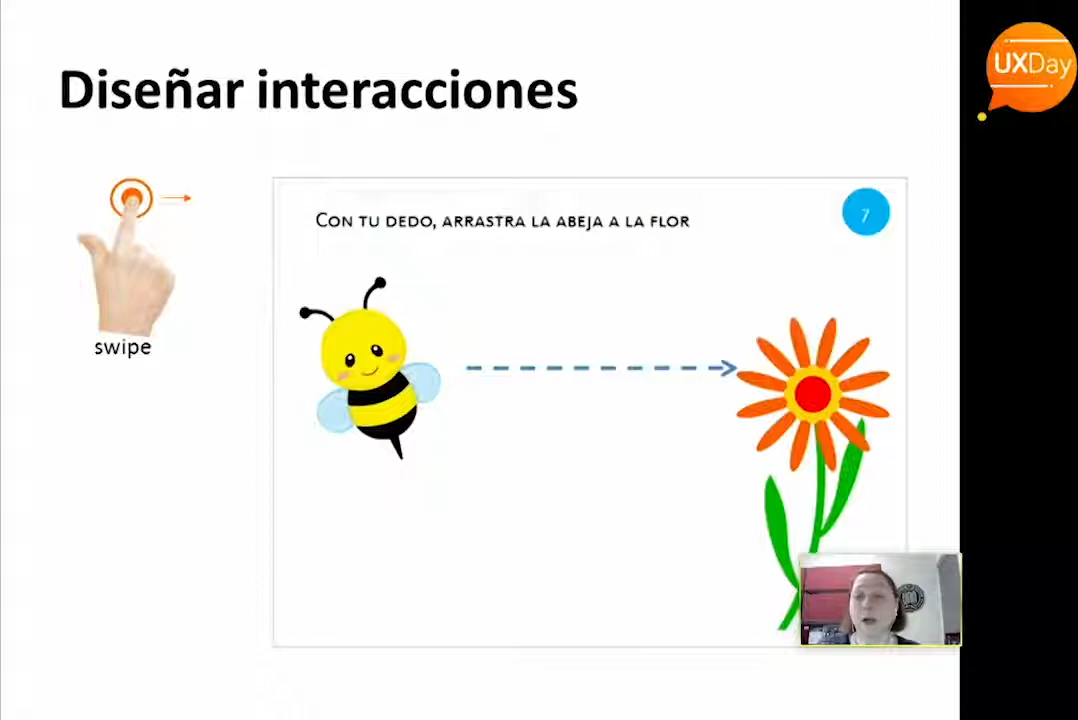 Diseñar interacciones
UXDay
CON TU DEDO, ARRASTRA LA ABEJA A LA FLOR
7
swipe